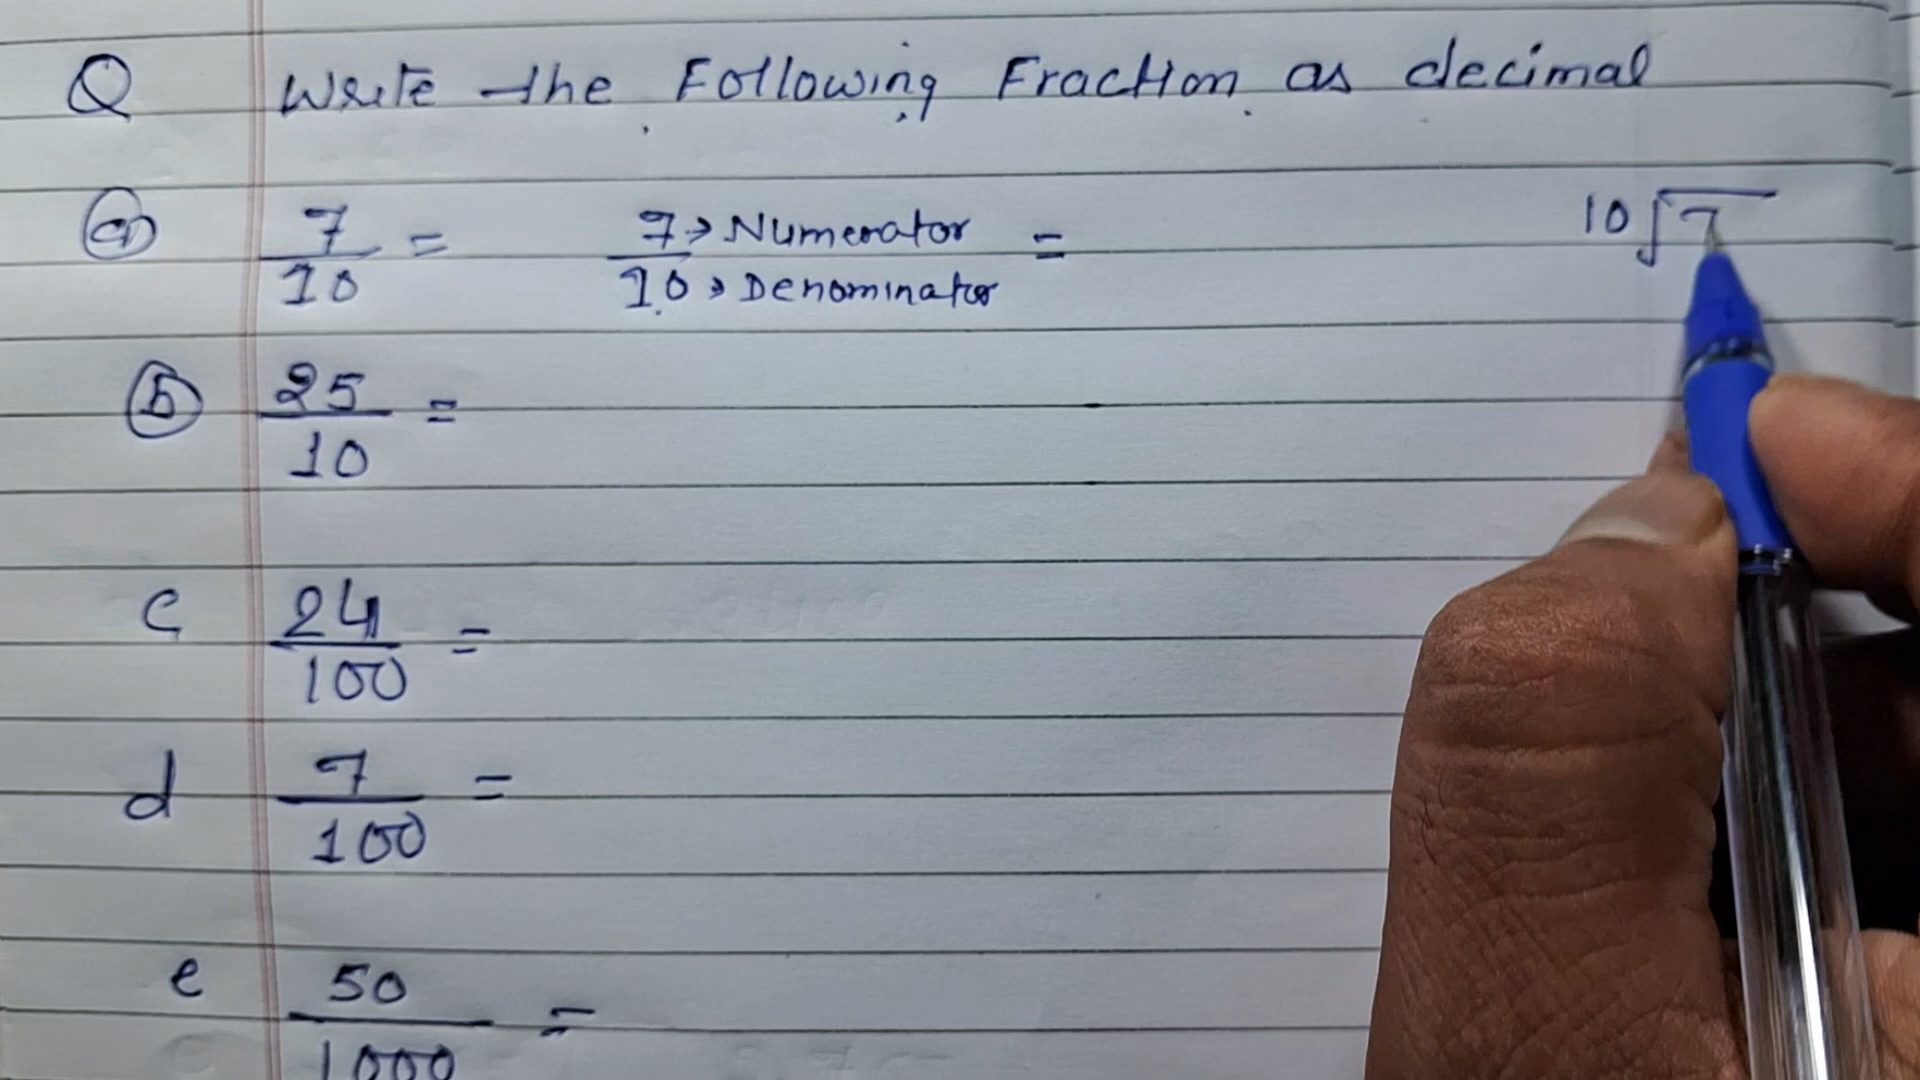 Q Write the Following Fraction as decimal
(a) 7/10 = 7 → Numerator / 10 → Denominator = 10√7
(b) 25/10 =
c 24/100 =
d 7/100 =
e 50/1000 =